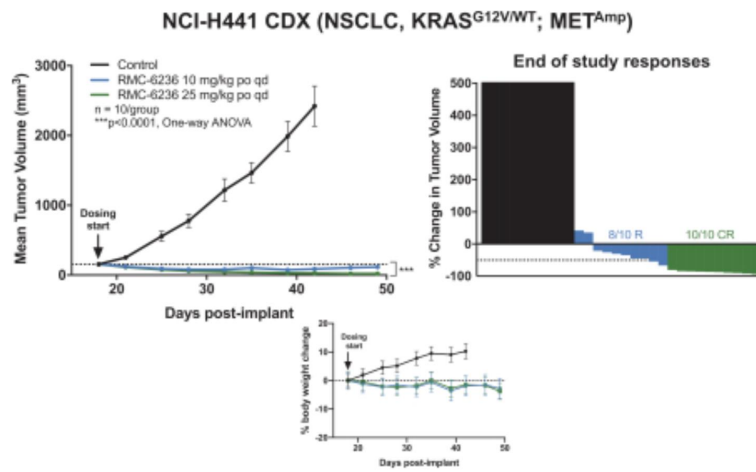 NCI-H441 CDX (NSCLC, KRAS^G12V/WT; MET^Amp)
Control
RMC-6236 10 mg/kg po qd
RMC-6236 25 mg/kg po qd
n = 10/group
***p<0.0001, One-way ANOVA
Mean Tumor Volume (mm³)
3000
2000
1000
0
Dosing
start
***
20
30
40
50
Days post-implant
End of study responses
% Change in Tumor Volume
500
400
300
200
100
0
-100
8/10 R
10/10 CR
% body weight change
20
10
0
-10
-20
Dosing
start
20
30
40
50
Days post-implant